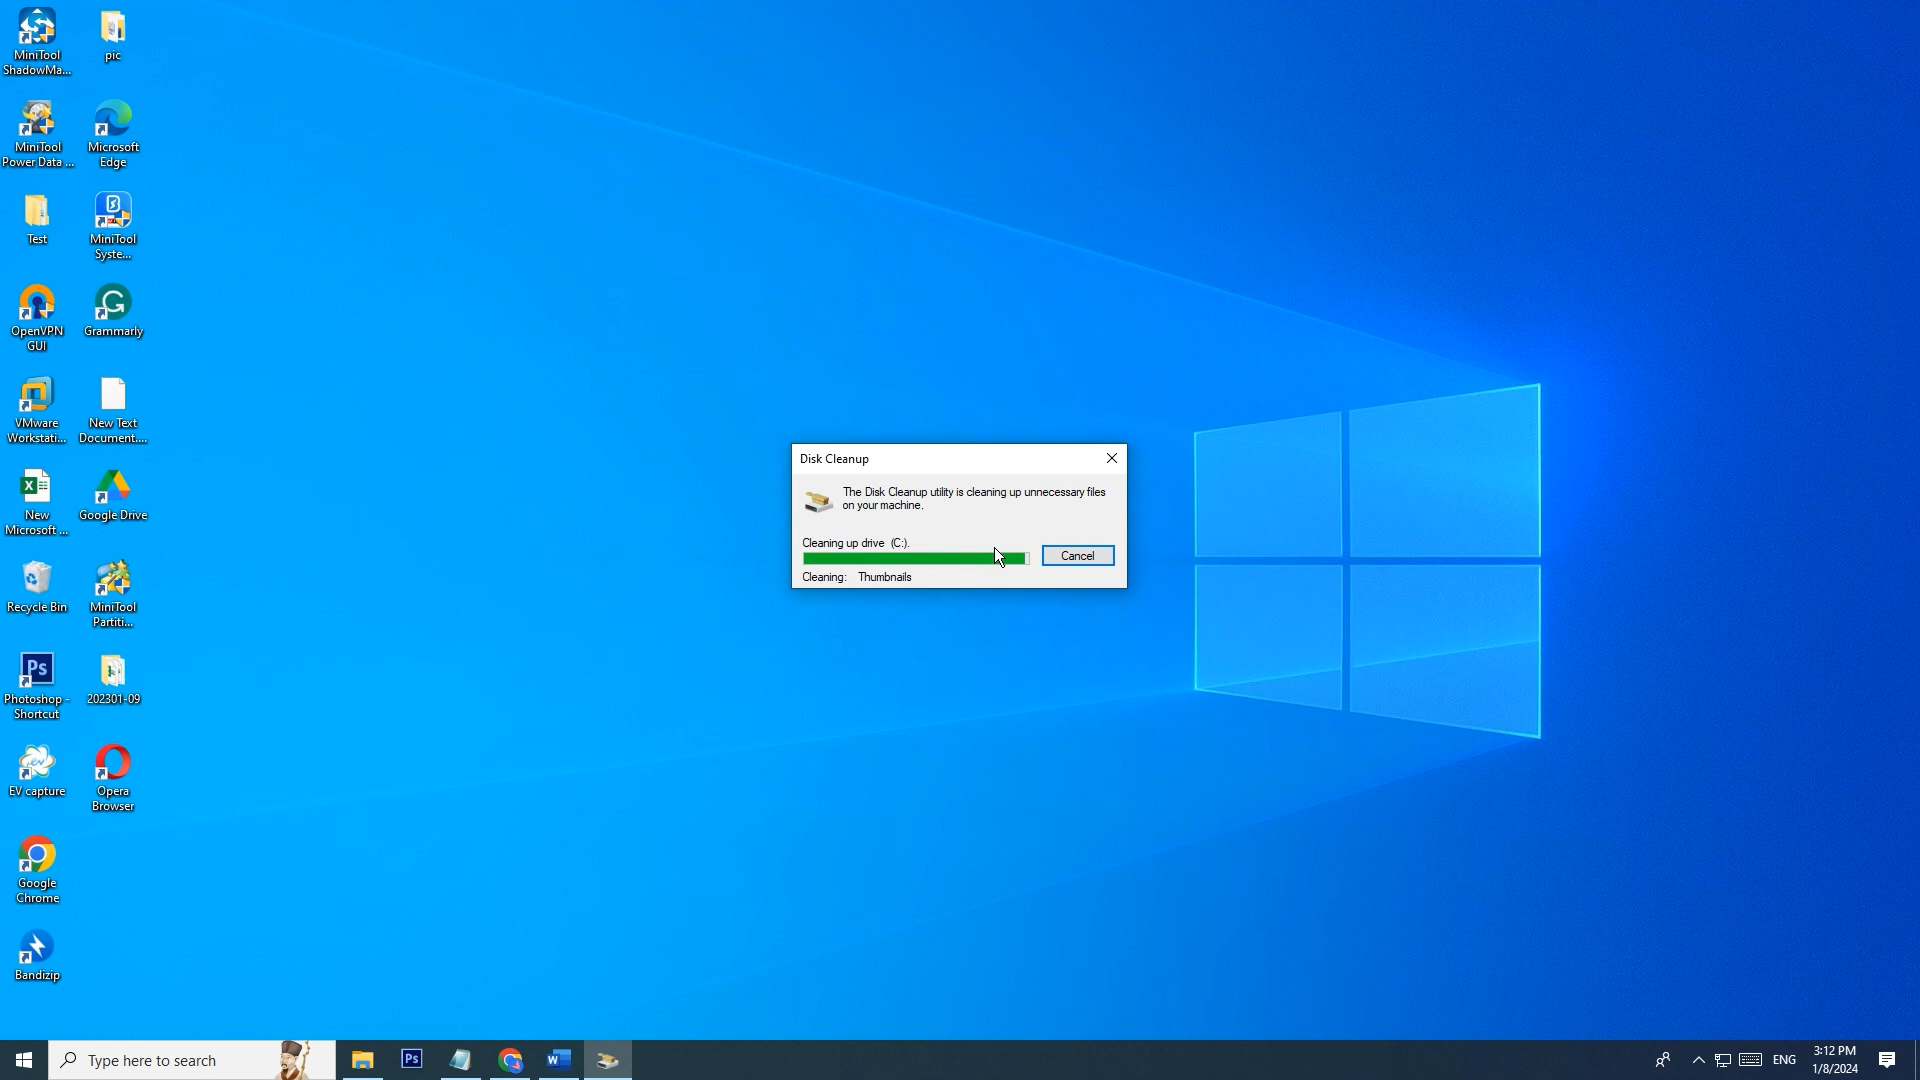 MiniTool
ShadowMa...
pic
MiniTool
Power Data ...
Microsoft
Edge
Test
MiniTool
Syste...
OpenVPN
GUI
Grammarly
VMware
Workstati...
New Text
Document....
New
Microsoft ...
Google Drive
Recycle Bin
MiniTool
Partiti...
Ps
Photoshop -
Shortcut
202301-09
EV capture
Opera
Browser
Google
Chrome
Bandizip
Disk Cleanup
The Disk Cleanup utility is cleaning up unnecessary files
on your machine.
Cleaning up drive (C:).
Cancel
Cleaning: Thumbnails
Type here to search
Ps
ENG
3:12 PM
1/8/2024